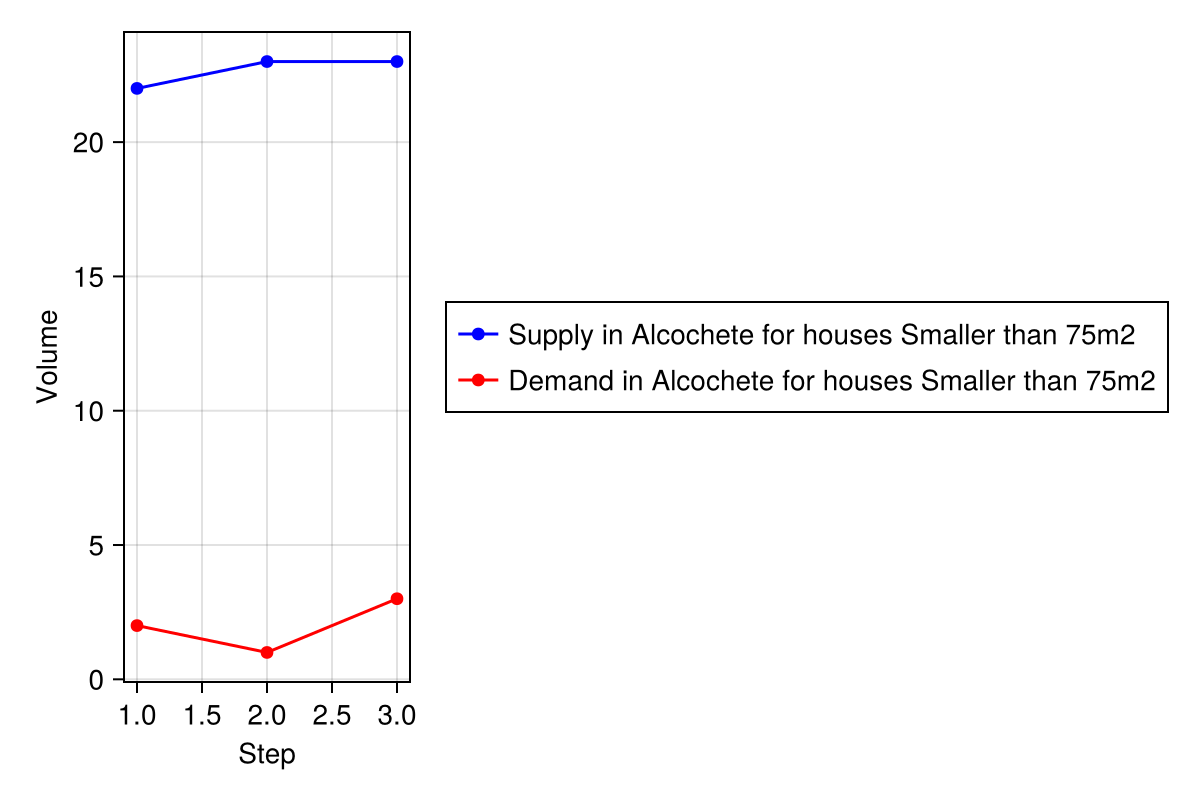 20
15
10
5
0
Volume
1.0 1.5 2.0 2.5 3.0
Step
Supply in Alcochete for houses Smaller than 75m2
Demand in Alcochete for houses Smaller than 75m2